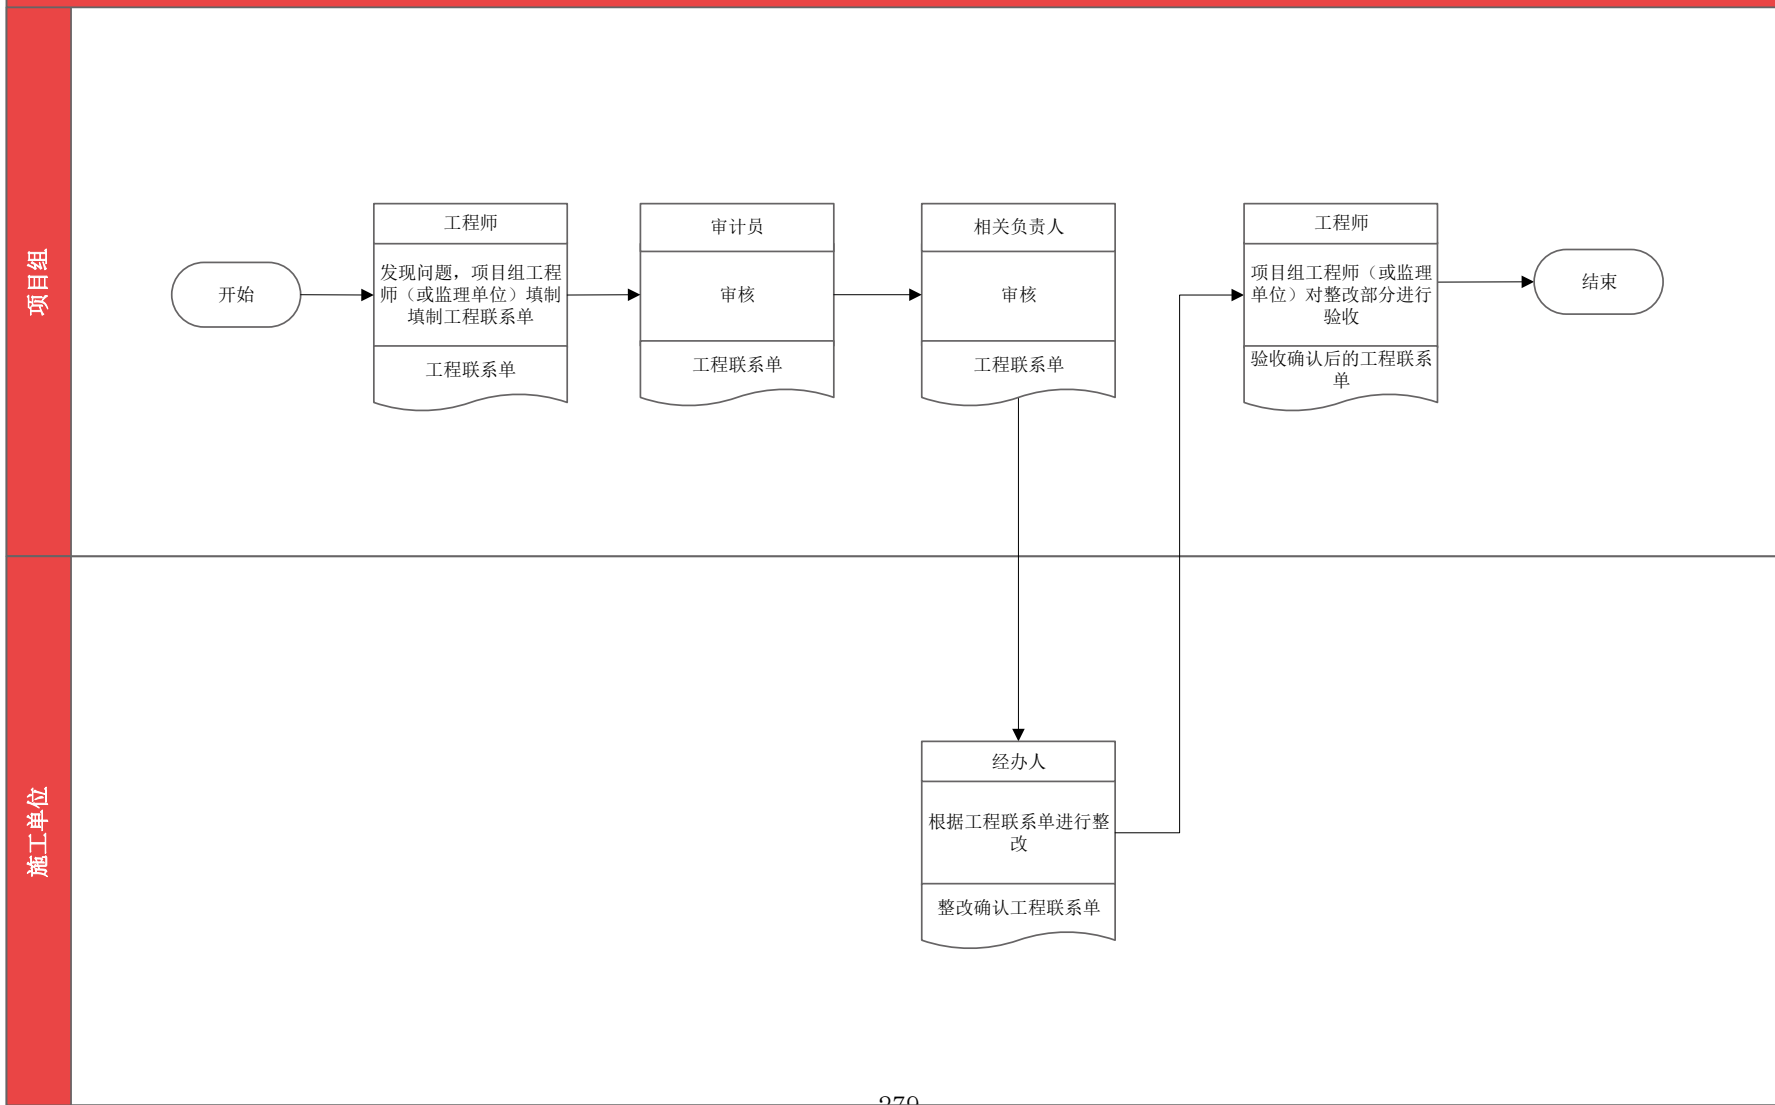 项目组
开始
工程师
发现问题，项目组工程
师（或监理单位）填制
填制工程联系单
工程联系单
审计员
审核
工程联系单
相关负责人
审核
工程联系单
工程师
项目组工程师（或监理
单位）对整改部分进行
验收
验收确认后的工程联系
单
结束
施工单位
经办人
根据工程联系单进行整
改
整改确认工程联系单